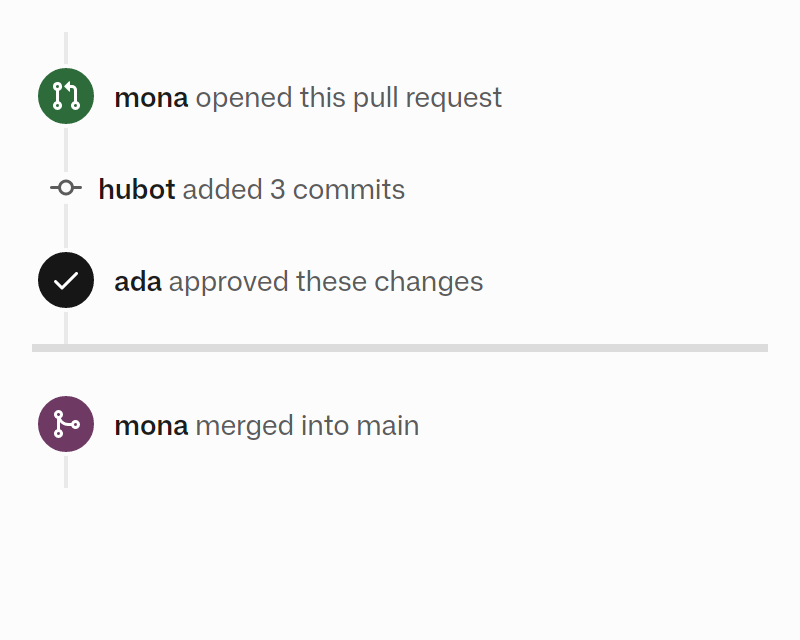 mona opened this pull request
hubot added 3 commits
ada approved these changes
mona merged into main